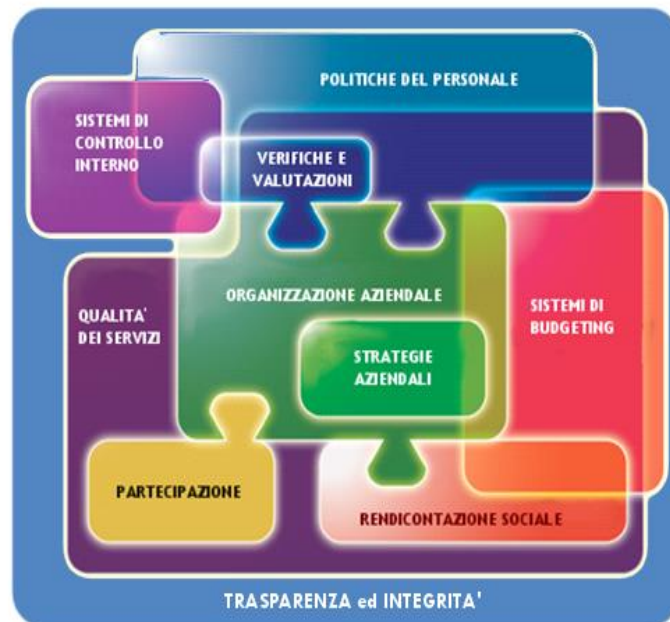 POLITICHE DEL PERSONALE
SISTEMI DI
CONTROLLO
INTERNO
VERIFICHE E
VALUTAZIONI
ORGANIZZAZIONE AZIENDALE
QUALITA'
DEI SERVIZI
SISTEMI DI
BUDGETING
STRATEGIE
AZIENDALI
PARTECIPAZIONE
RENDICONTAZIONE SOCIALE
TRASPARENZA ed INTEGRITA'